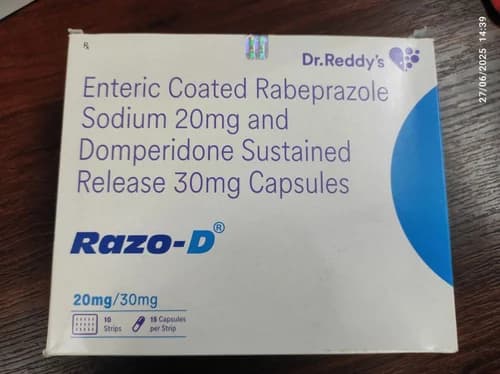 Rx
Dr.Reddy's
Enteric Coated Rabeprazole
Sodium 20mg and
Domperidone Sustained
Release 30mg Capsules
Razo-D®
20mg/30mg
10
Strips
15 Capsules
per Strip
27/06/2025 14:39